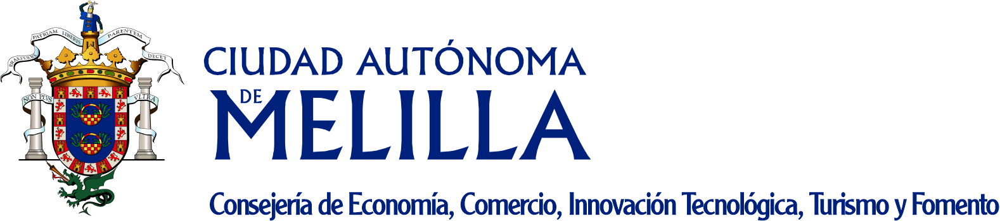 PRAEFERRE PATRIAM LIBERIS PARENTEM DECET
NON PLVS VLTRA
CIUDAD AUTÓNOMA
DE
MELILLA
Consejería de Economía, Comercio, Innovación Tecnológica, Turismo y Fomento